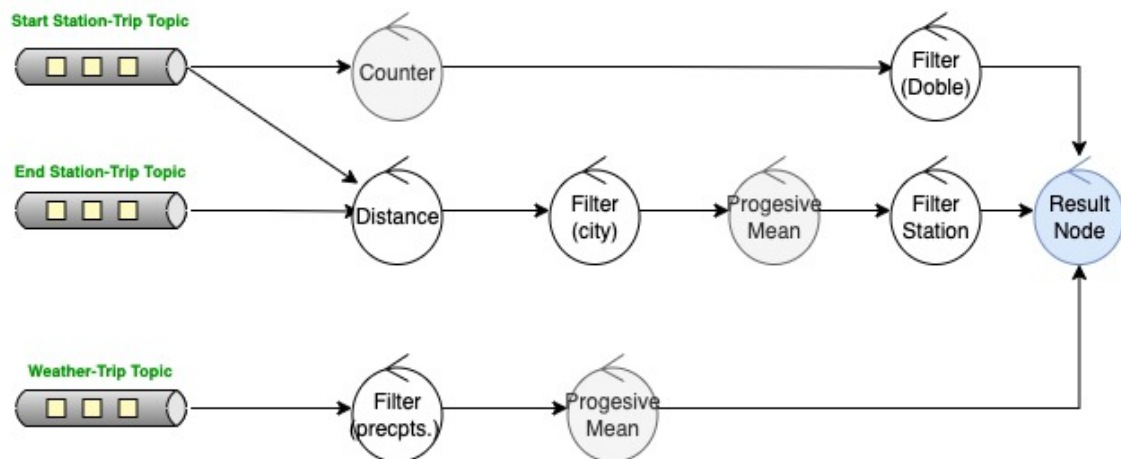 Start Station-Trip Topic
Counter
Filter
(Doble)
End Station-Trip Topic
Distance
Filter
(city)
Progesive
Mean
Filter
Station
Result
Node
Weather-Trip Topic
Filter
(precpts.)
Progesive
Mean